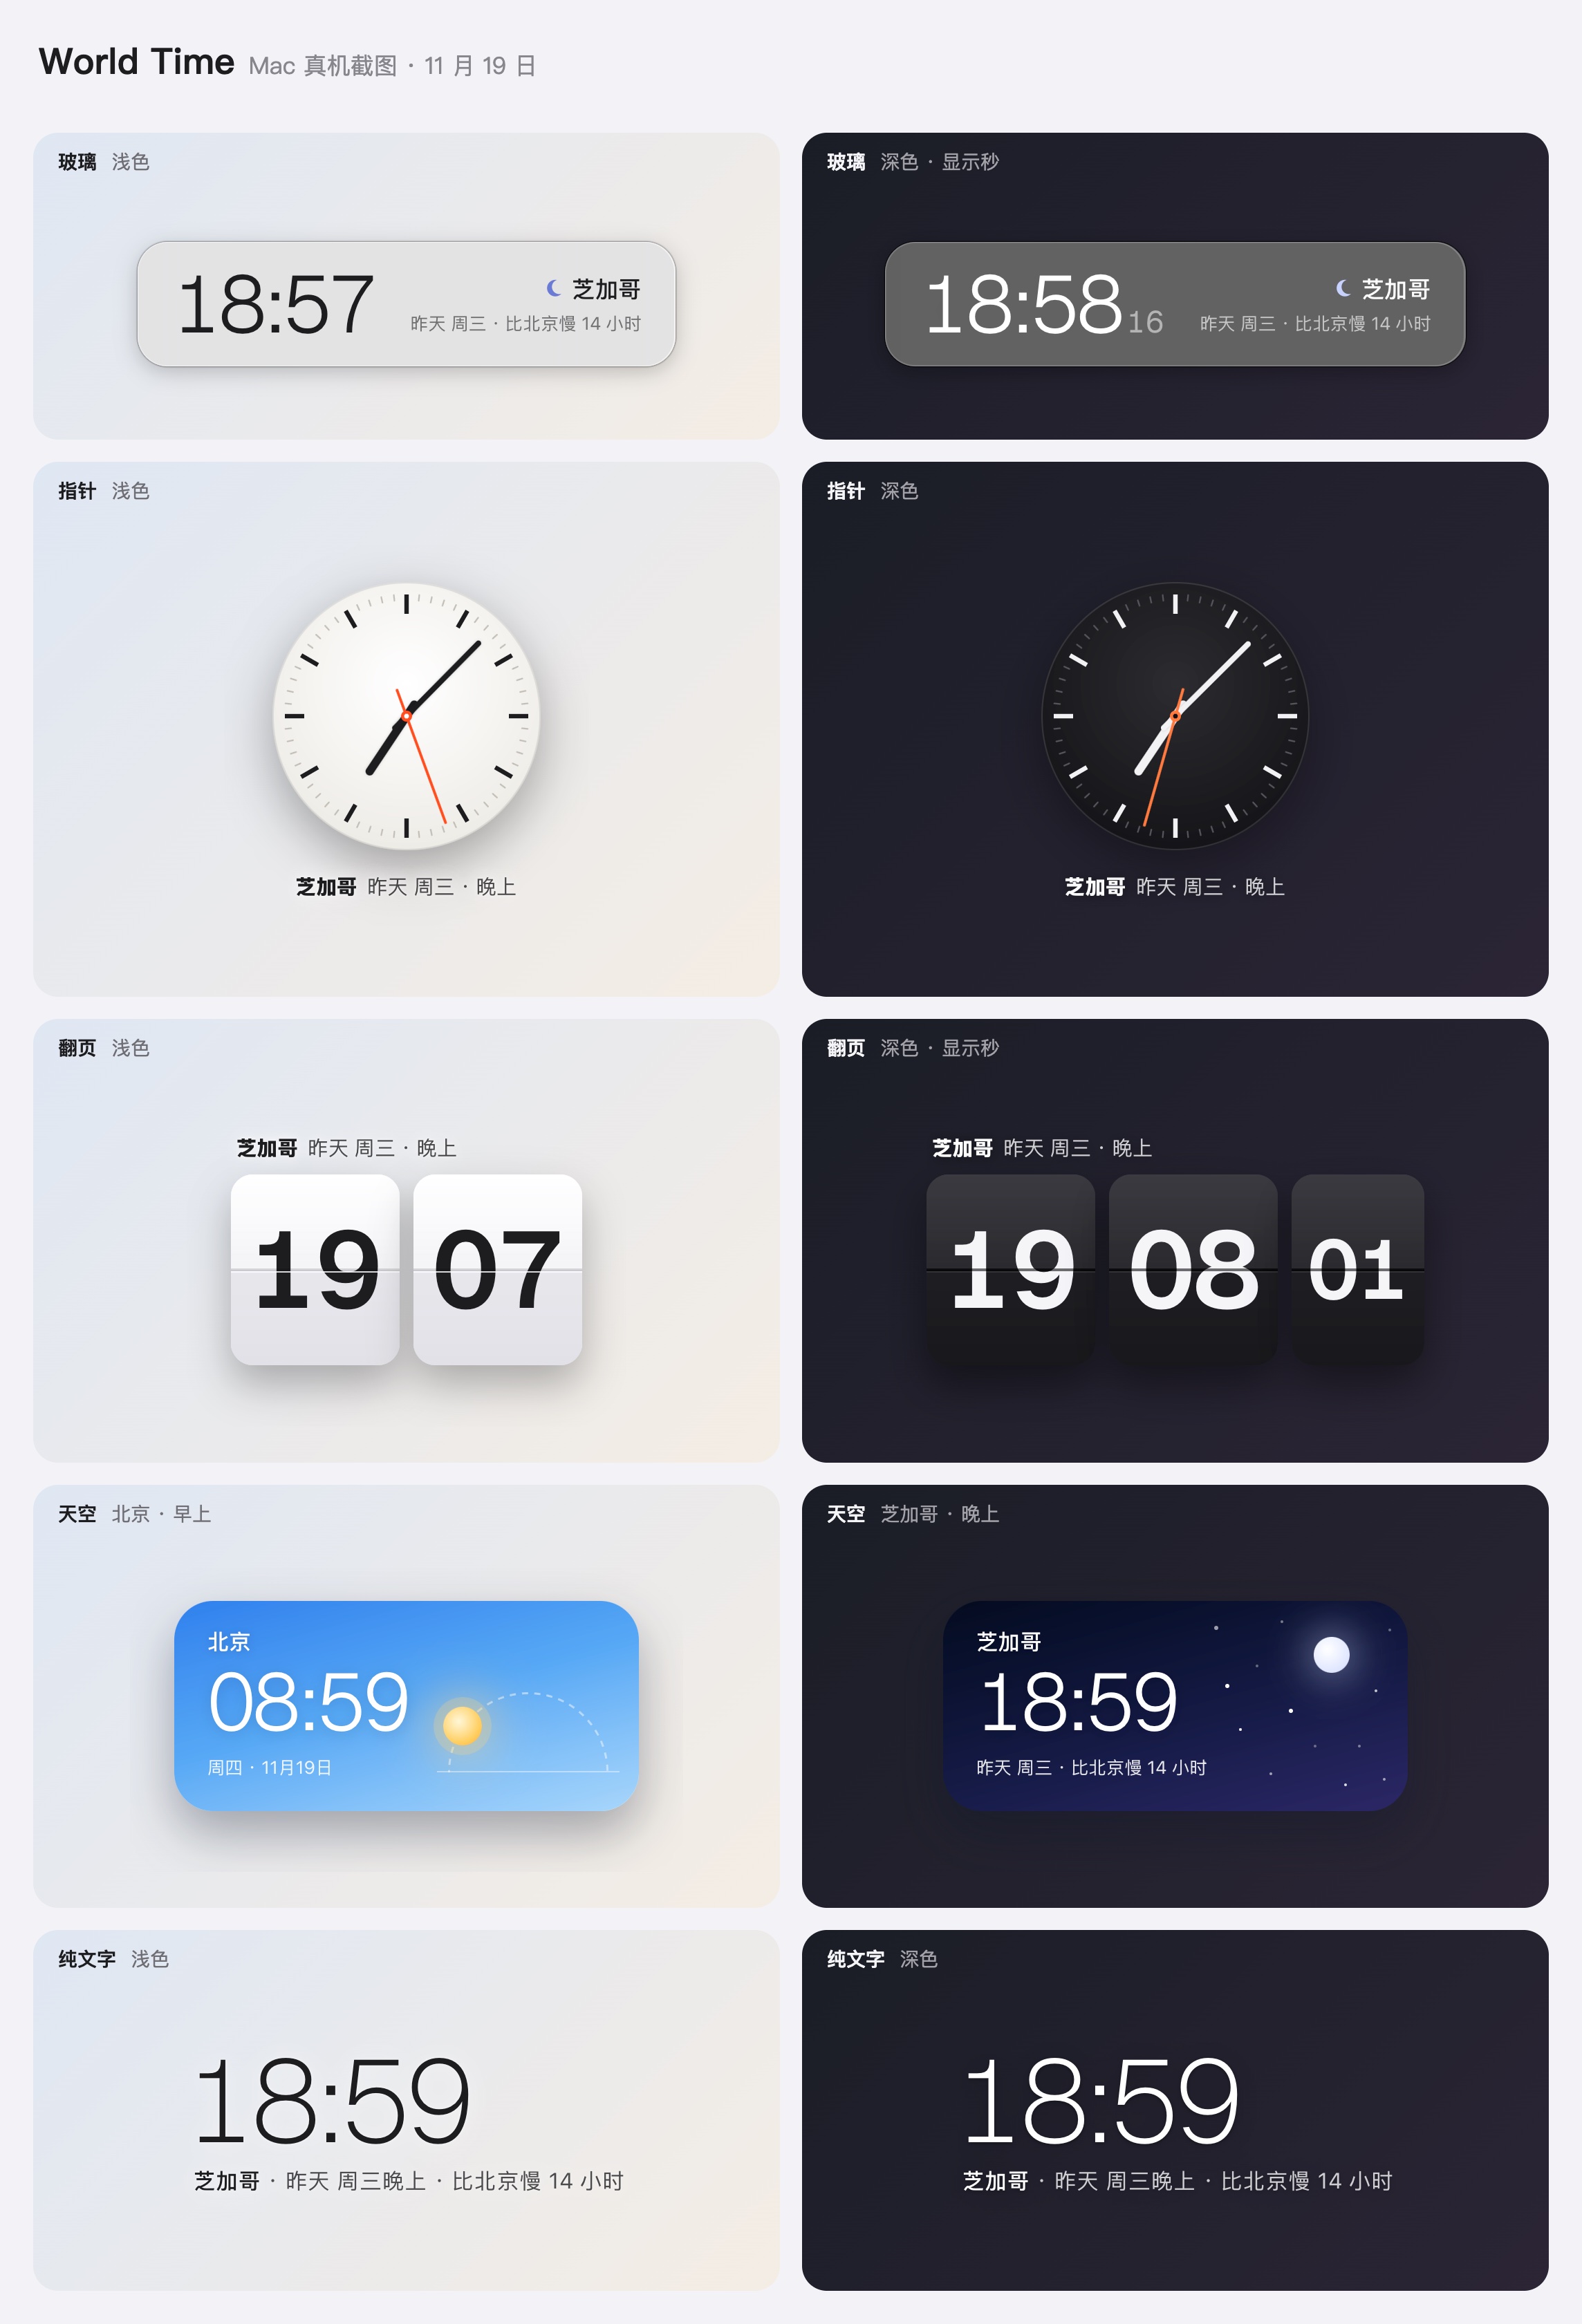 World Time Mac 真机截图 · 11 月 19 日
玻璃 浅色
18:57
芝加哥
昨天 周三 · 比北京慢 14 小时
玻璃 深色 · 显示秒
18:58 16
芝加哥
昨天 周三 · 比北京慢 14 小时
指针 浅色
芝加哥 昨天 周三 · 晚上
指针 深色
芝加哥 昨天 周三 · 晚上
翻页 浅色
芝加哥 昨天 周三 · 晚上
19 07
翻页 深色 · 显示秒
芝加哥 昨天 周三 · 晚上
19 08 01
天空 北京 · 早上
北京
08:59
周四 · 11月19日
天空 芝加哥 · 晚上
芝加哥
18:59
昨天 周三 · 比北京慢 14 小时
纯文字 浅色
18:59
芝加哥 · 昨天 周三晚上 · 比北京慢 14 小时
纯文字 深色
18:59
芝加哥 · 昨天 周三晚上 · 比北京慢 14 小时